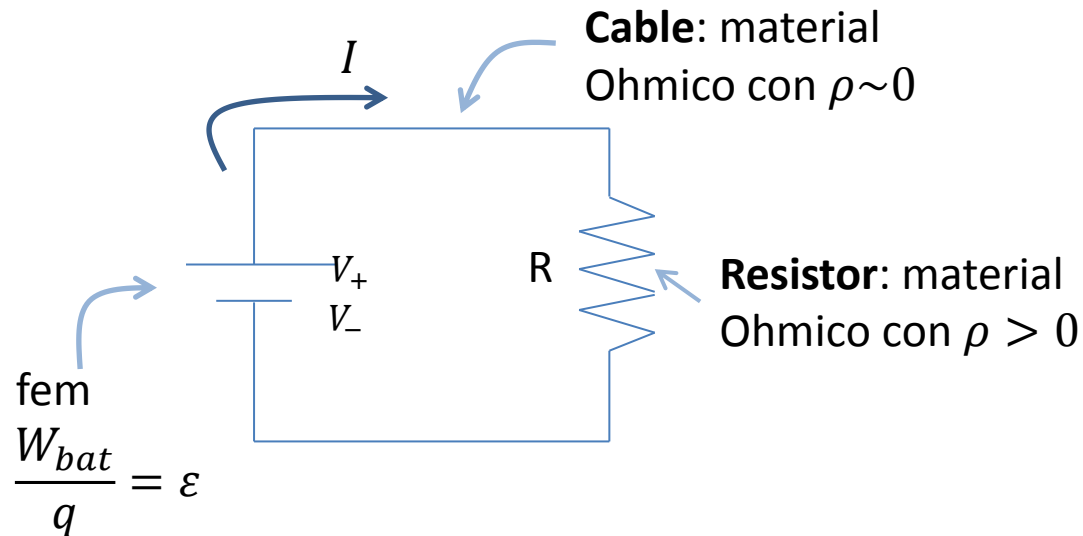 I
Cable: material
Ohmico con ρ~0
V₊
V₋
R
Resistor: material
Ohmico con ρ > 0
fem
W_bat/q = ε